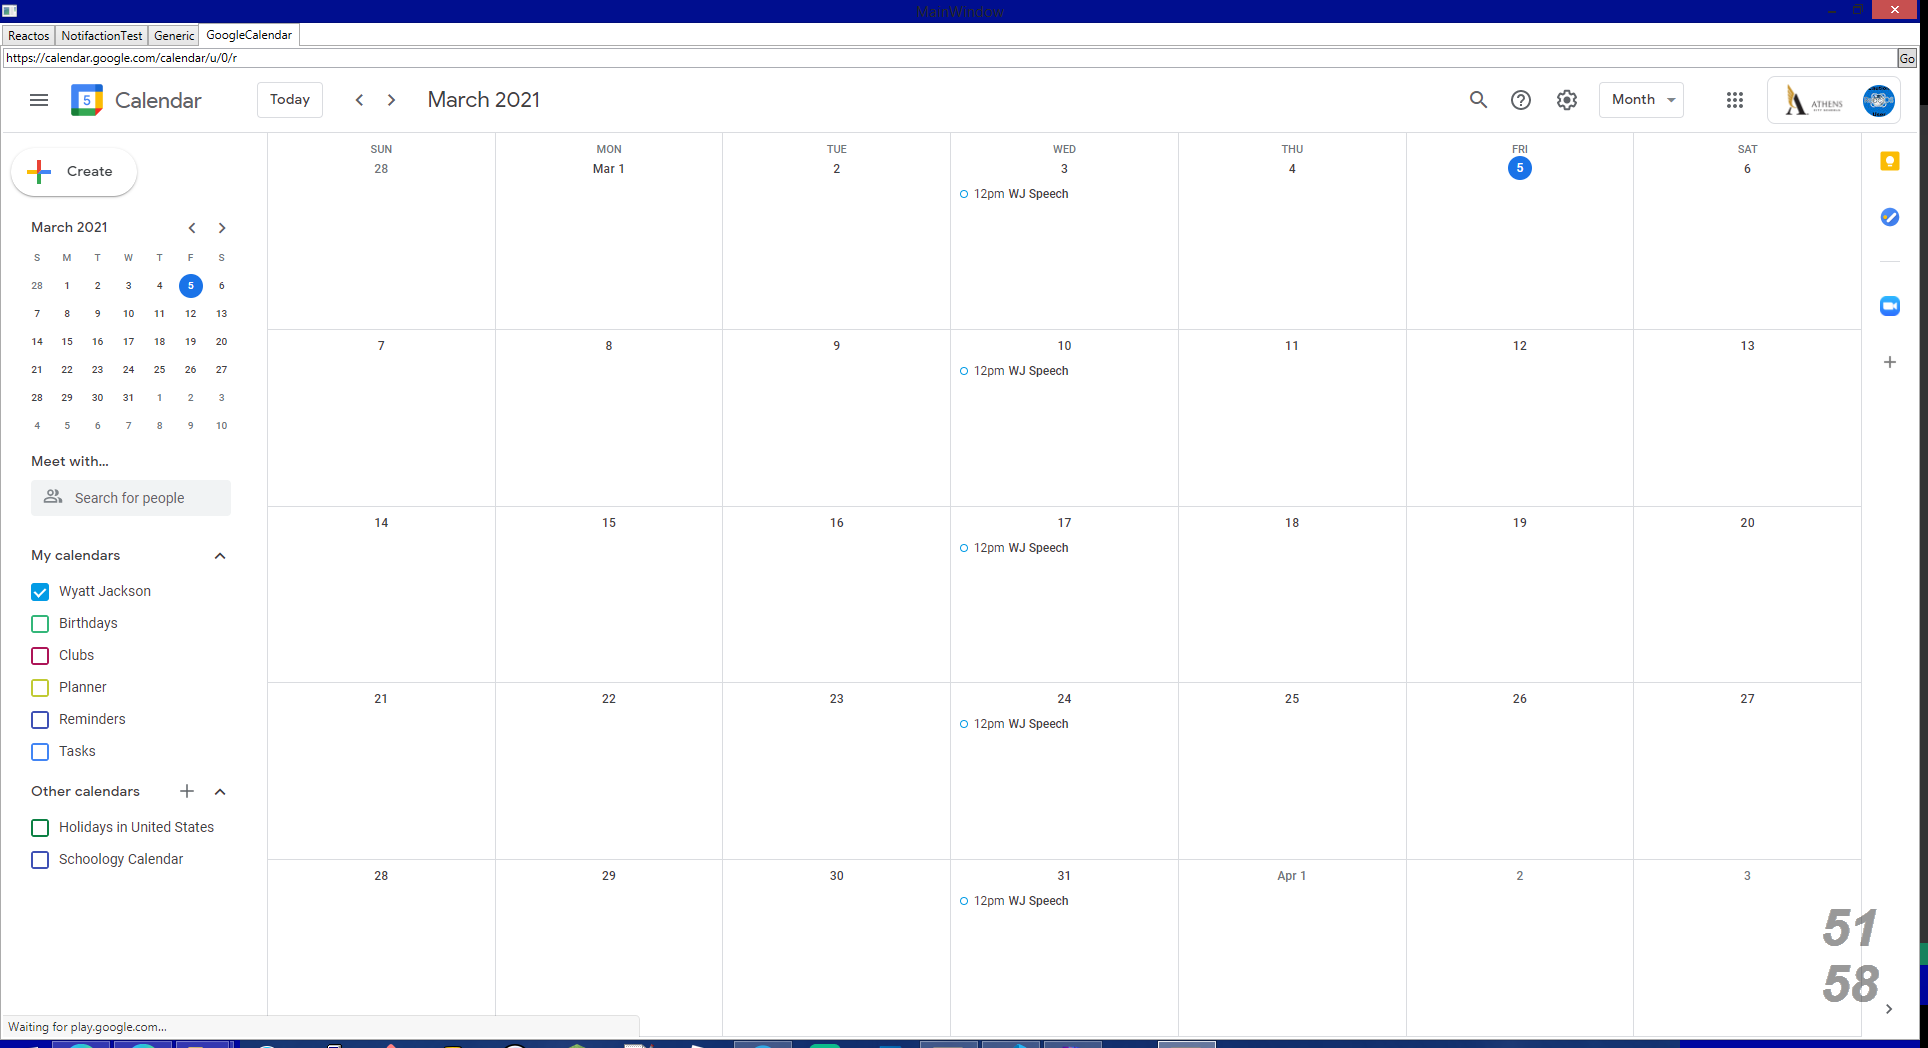 MainWindow
Reactos NotifactionTest Generic GoogleCalendar
https://calendar.google.com/calendar/u/0/r Go
5 Calendar Today March 2021 Month ATHENS
Create
March 2021
S M T W T F S
28 1 2 3 4 5 6
7 8 9 10 11 12 13
14 15 16 17 18 19 20
21 22 23 24 25 26 27
28 29 30 31 1 2 3
4 5 6 7 8 9 10
Meet with...
Search for people
My calendars
Wyatt Jackson
Birthdays
Clubs
Planner
Reminders
Tasks
Other calendars
Holidays in United States
Schoology Calendar
SUN MON TUE WED THU FRI SAT
28 Mar 1 2 3 4 5 6
12pm WJ Speech
7 8 9 10 11 12 13
12pm WJ Speech
14 15 16 17 18 19 20
12pm WJ Speech
21 22 23 24 25 26 27
12pm WJ Speech
28 29 30 31 Apr 1 2 3
12pm WJ Speech
51
58
Waiting for play.google.com...